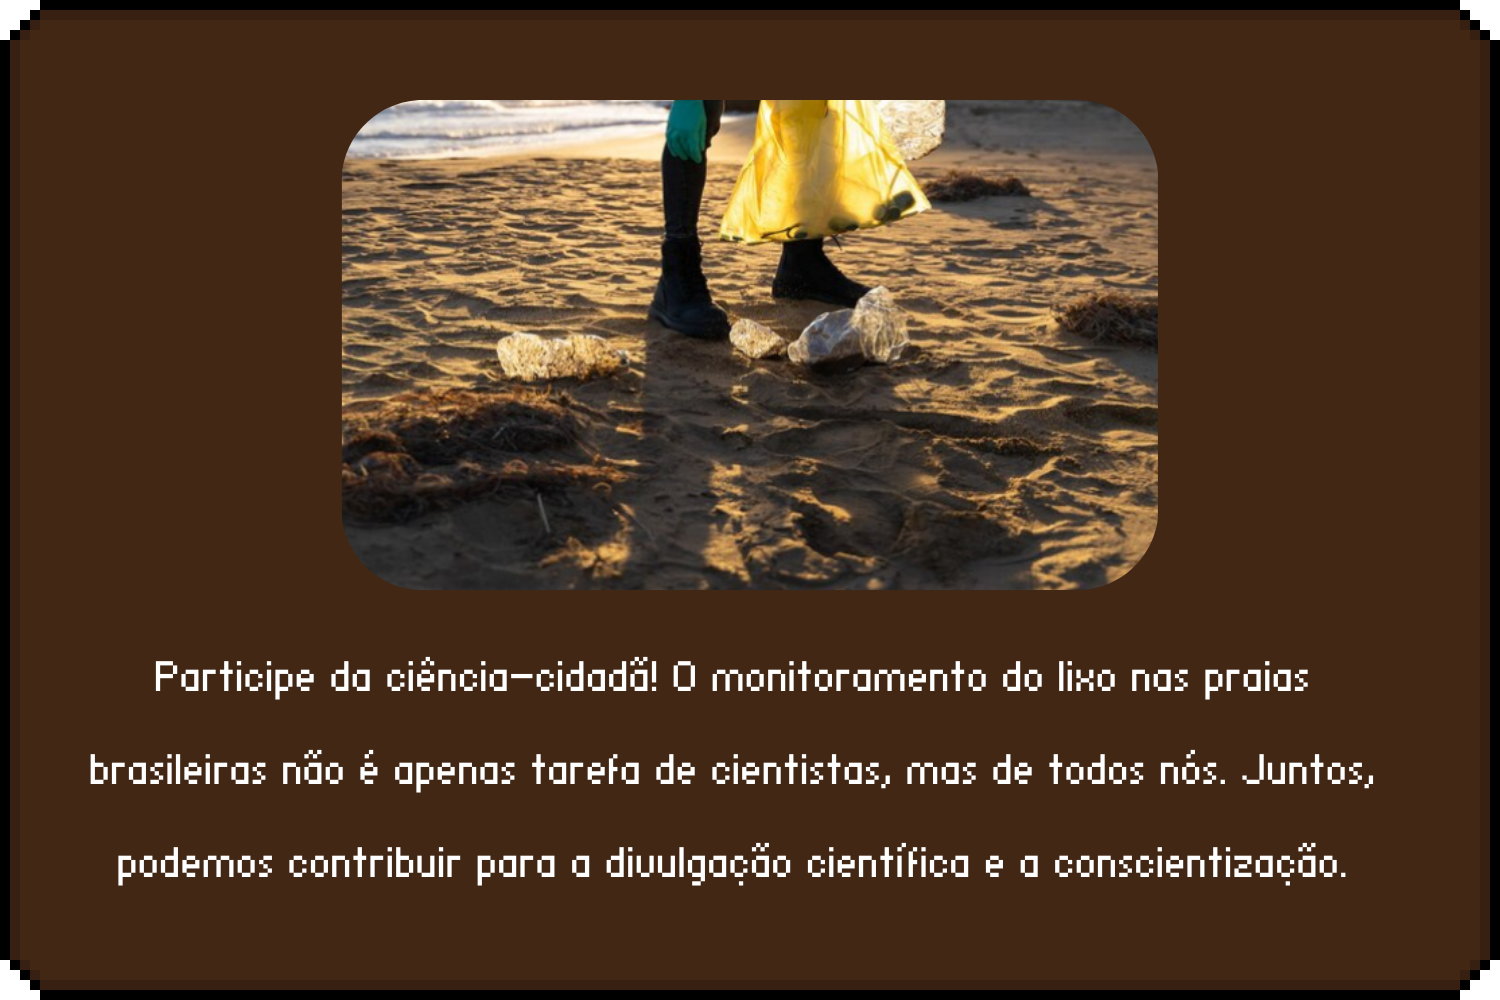 Participe da ciência-cidadã! O monitoramento do lixo nas praias
brasileiras não é apenas tarefa de cientistas, mas de todos nós. Juntos,
podemos contribuir para a divulgação científica e a conscientização.